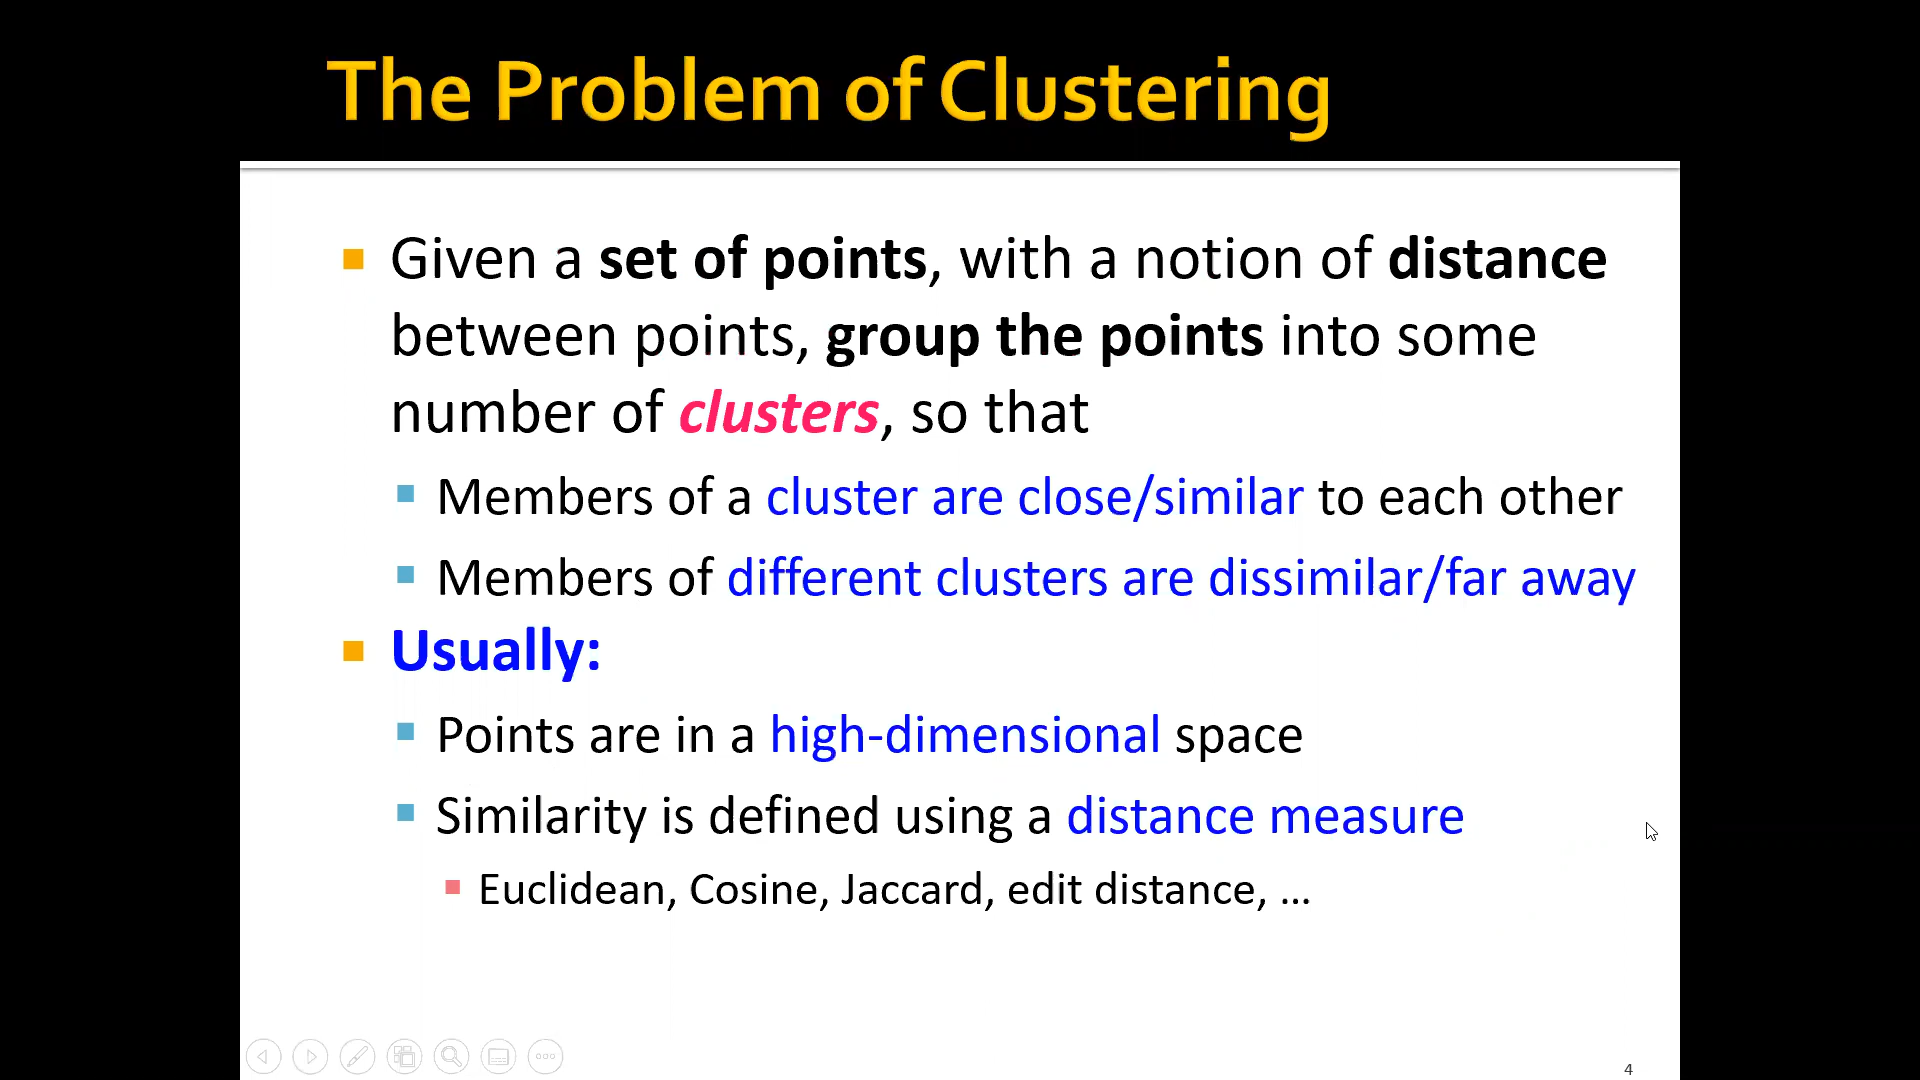 The Problem of Clustering
Given a set of points, with a notion of distance
between points, group the points into some
number of clusters, so that
Members of a cluster are close/similar to each other
Members of different clusters are dissimilar/far away
Usually:
Points are in a high-dimensional space
Similarity is defined using a distance measure
Euclidean, Cosine, Jaccard, edit distance, ...
4